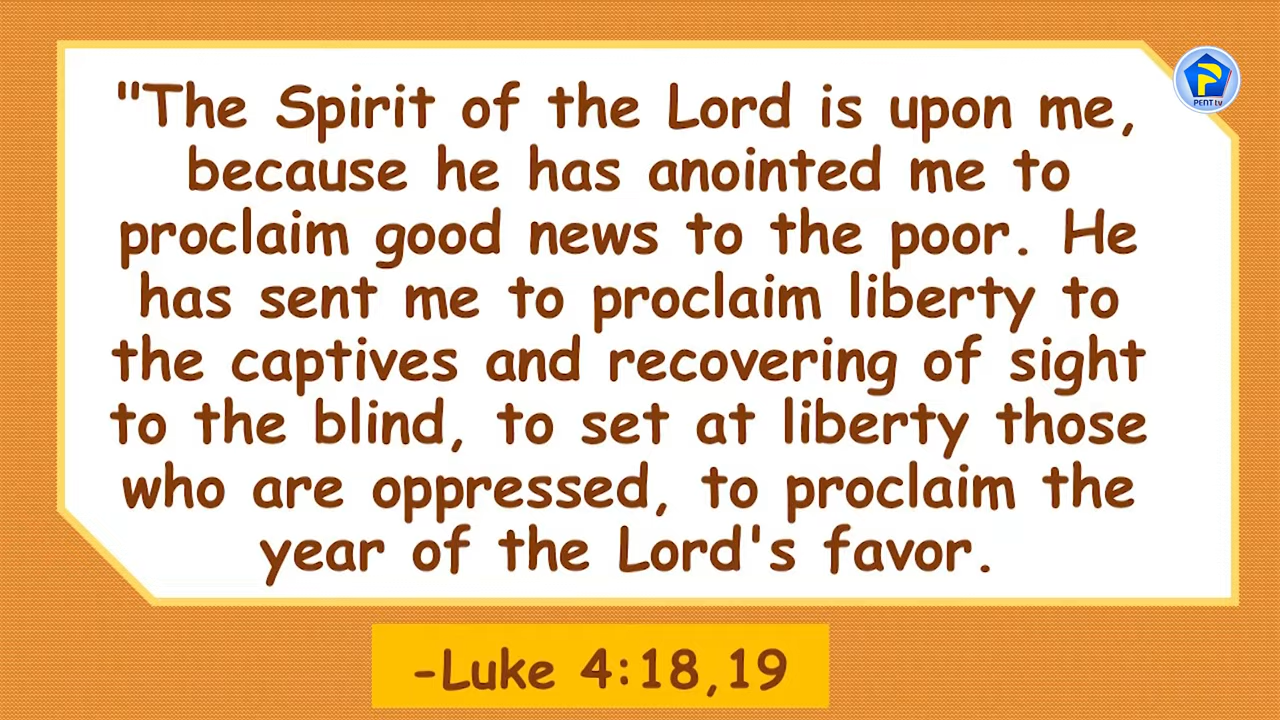 "The Spirit of the Lord is upon me,
because he has anointed me to
proclaim good news to the poor. He
has sent me to proclaim liberty to
the captives and recovering of sight
to the blind, to set at liberty those
who are oppressed, to proclaim the
year of the Lord's favor.
-Luke 4:18,19
P
PENT tv